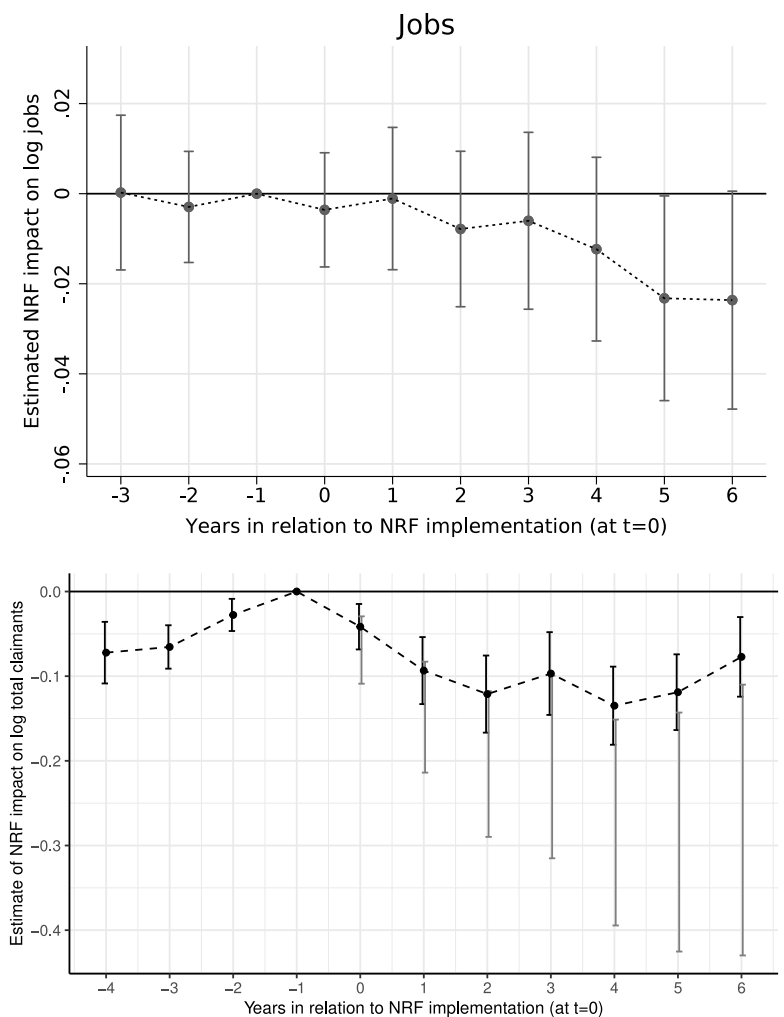 Jobs
Estimated NRF impact on log jobs
.02
0
-.02
-.04
-.06
-3 -2 -1 0 1 2 3 4 5 6
Years in relation to NRF implementation (at t=0)
Estimate of NRF impact on log total claimants
0.0
−0.1
−0.2
−0.3
−0.4
−4 −3 −2 −1 0 1 2 3 4 5 6
Years in relation to NRF implementation (at t=0)